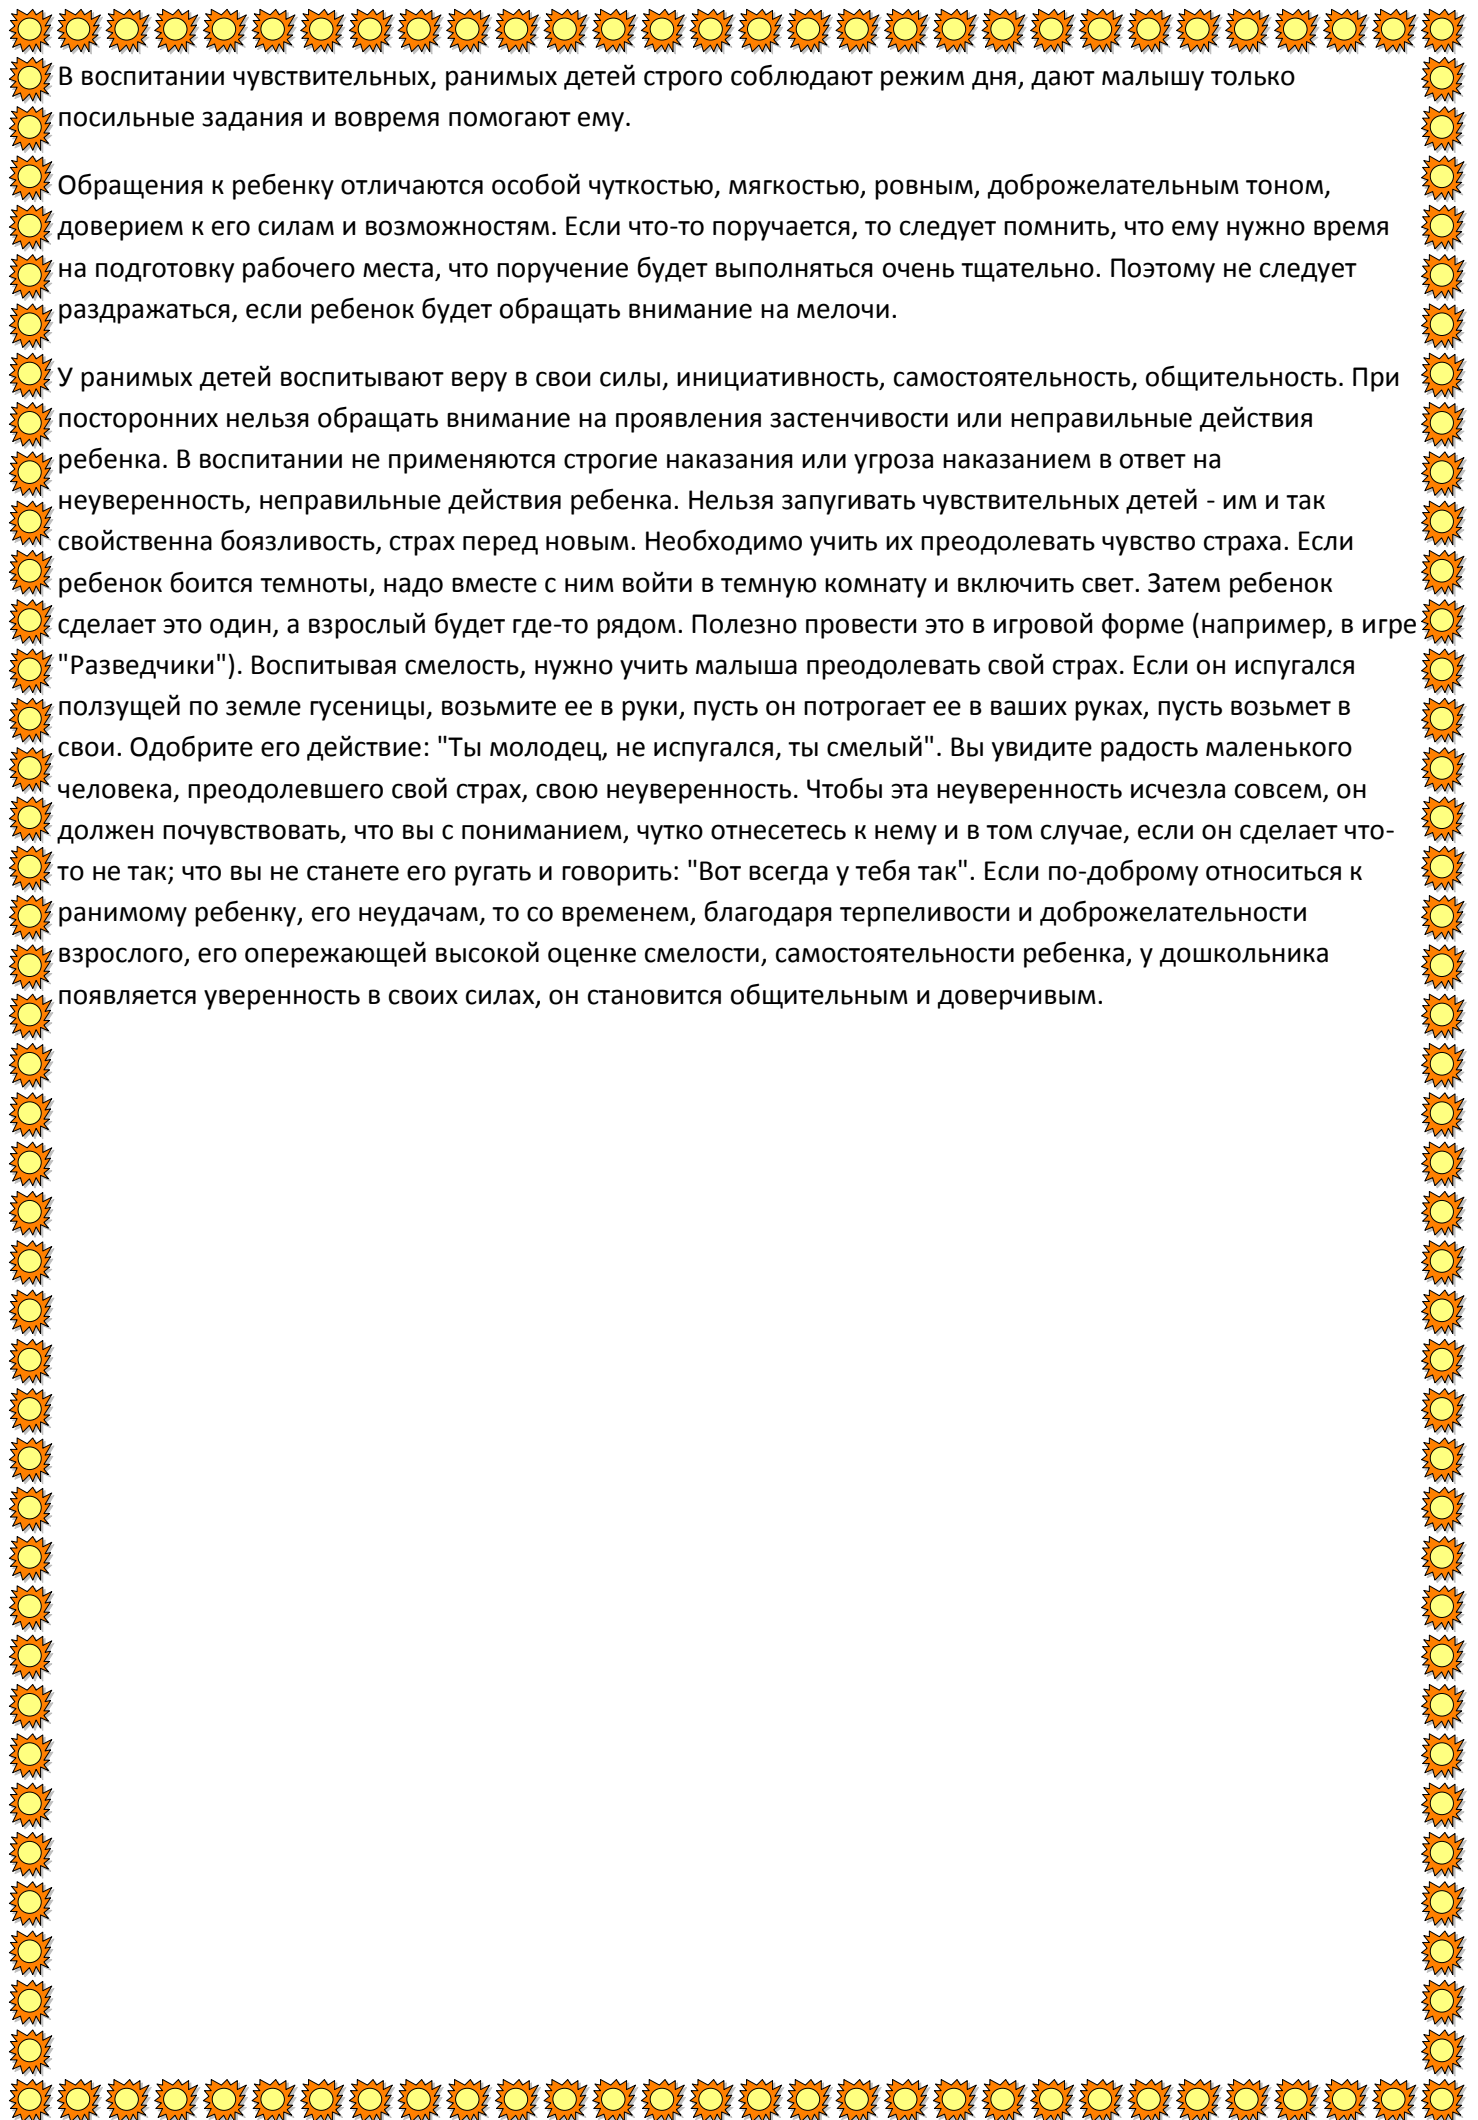 В воспитании чувствительных, ранимых детей строго соблюдают режим дня, дают малышу только
посильные задания и вовремя помогают ему.
Обращения к ребенку отличаются особой чуткостью, мягкостью, ровным, доброжелательным тоном,
доверием к его силам и возможностям. Если что-то поручается, то следует помнить, что ему нужно время
на подготовку рабочего места, что поручение будет выполняться очень тщательно. Поэтому не следует
раздражаться, если ребенок будет обращать внимание на мелочи.
У ранимых детей воспитывают веру в свои силы, инициативность, самостоятельность, общительность. При
посторонних нельзя обращать внимание на проявления застенчивости или неправильные действия
ребенка. В воспитании не применяются строгие наказания или угроза наказанием в ответ на
неуверенность, неправильные действия ребенка. Нельзя запугивать чувствительных детей - им и так
свойственна боязливость, страх перед новым. Необходимо учить их преодолевать чувство страха. Если
ребенок боится темноты, надо вместе с ним войти в темную комнату и включить свет. Затем ребенок
сделает это один, а взрослый будет где-то рядом. Полезно провести это в игровой форме (например, в игре
"Разведчики"). Воспитывая смелость, нужно учить малыша преодолевать свой страх. Если он испугался
ползущей по земле гусеницы, возьмите ее в руки, пусть он потрогает ее в ваших руках, пусть возьмет в
свои. Одобрите его действие: "Ты молодец, не испугался, ты смелый". Вы увидите радость маленького
человека, преодолевшего свой страх, свою неуверенность. Чтобы эта неуверенность исчезла совсем, он
должен почувствовать, что вы с пониманием, чутко отнесетесь к нему и в том случае, если он сделает что-
то не так; что вы не станете его ругать и говорить: "Вот всегда у тебя так". Если по-доброму относиться к
ранимому ребенку, его неудачам, то со временем, благодаря терпеливости и доброжелательности
взрослого, его опережающей высокой оценке смелости, самостоятельности ребенка, у дошкольника
появляется уверенность в своих силах, он становится общительным и доверчивым.